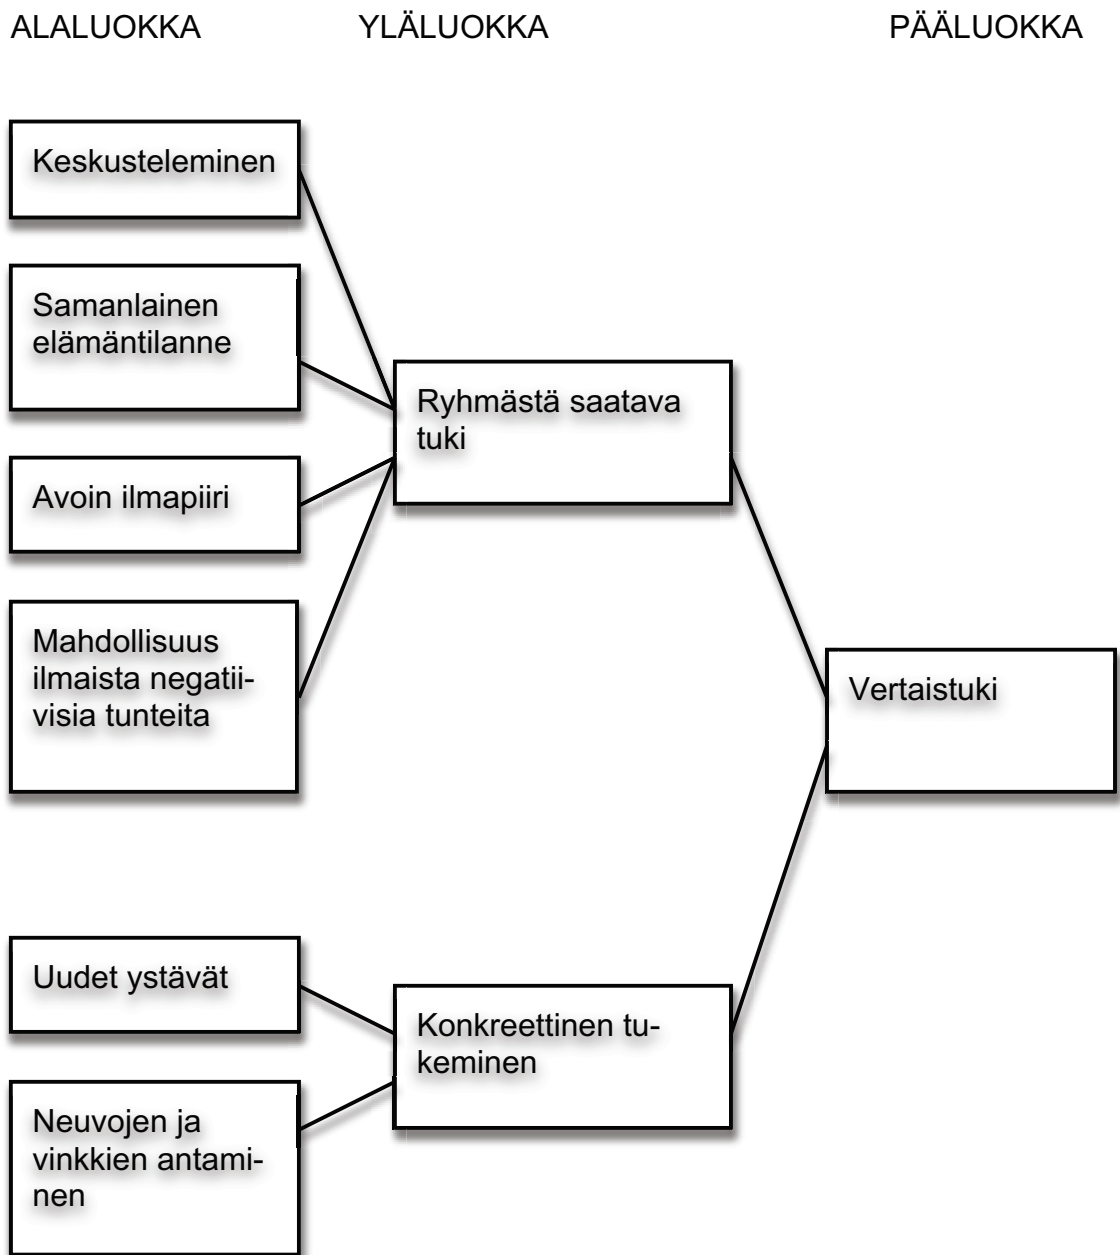 ALALUOKKA YLÄLUOKKA PÄÄLUOKKA
Keskusteleminen
Samanlainen
elämäntilanne
Ryhmästä saatava
tuki
Avoin ilmapiiri
Mahdollisuus
ilmaista negatii-
visia tunteita
Vertaistuki
Uudet ystävät
Konkreettinen tu-
keminen
Neuvojen ja
vinkkien antami-
nen